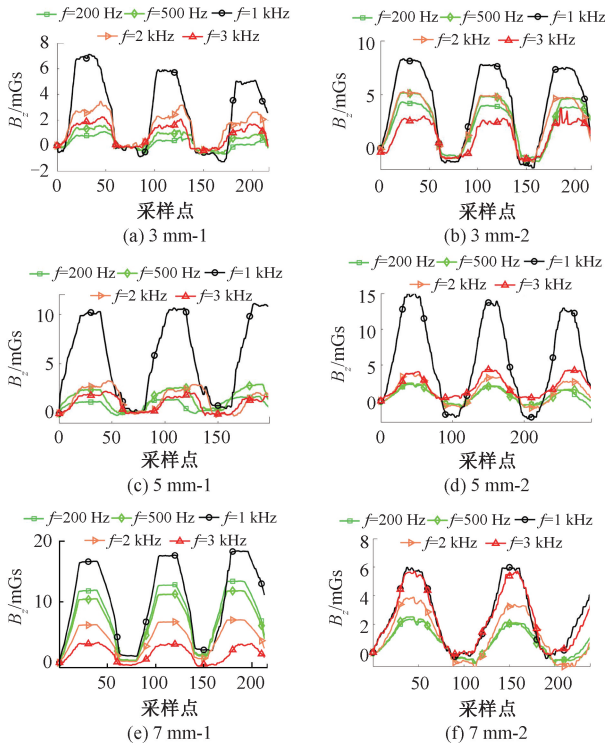 f=200 Hz f=500 Hz f=1 kHz
f=2 kHz f=3 kHz
8
6
4
2
0
−2
B_z/mGs
0 50 100 150 200
采样点
(a) 3 mm-1
f=200 Hz f=500 Hz f=1 kHz
f=2 kHz f=3 kHz
10
5
0
B_z/mGs
0 50 100 150 200
采样点
(b) 3 mm-2
f=200 Hz f=500 Hz f=1 kHz
f=2 kHz f=3 kHz
15
10
5
0
B_z/mGs
0 50 100 150
采样点
(c) 5 mm-1
f=200 Hz f=500 Hz f=1 kHz
f=2 kHz f=3 kHz
15
10
5
0
B_z/mGs
100 200
采样点
(d) 5 mm-2
f=200 Hz f=500 Hz f=1 kHz
f=2 kHz f=3 kHz
20
10
0
B_z/mGs
0 50 100 150 200
采样点
(e) 7 mm-1
f=200 Hz f=500 Hz f=1 kHz
f=2 kHz f=3 kHz
8
6
4
2
0
B_z/mGs
50 100 150 200
采样点
(f) 7 mm-2